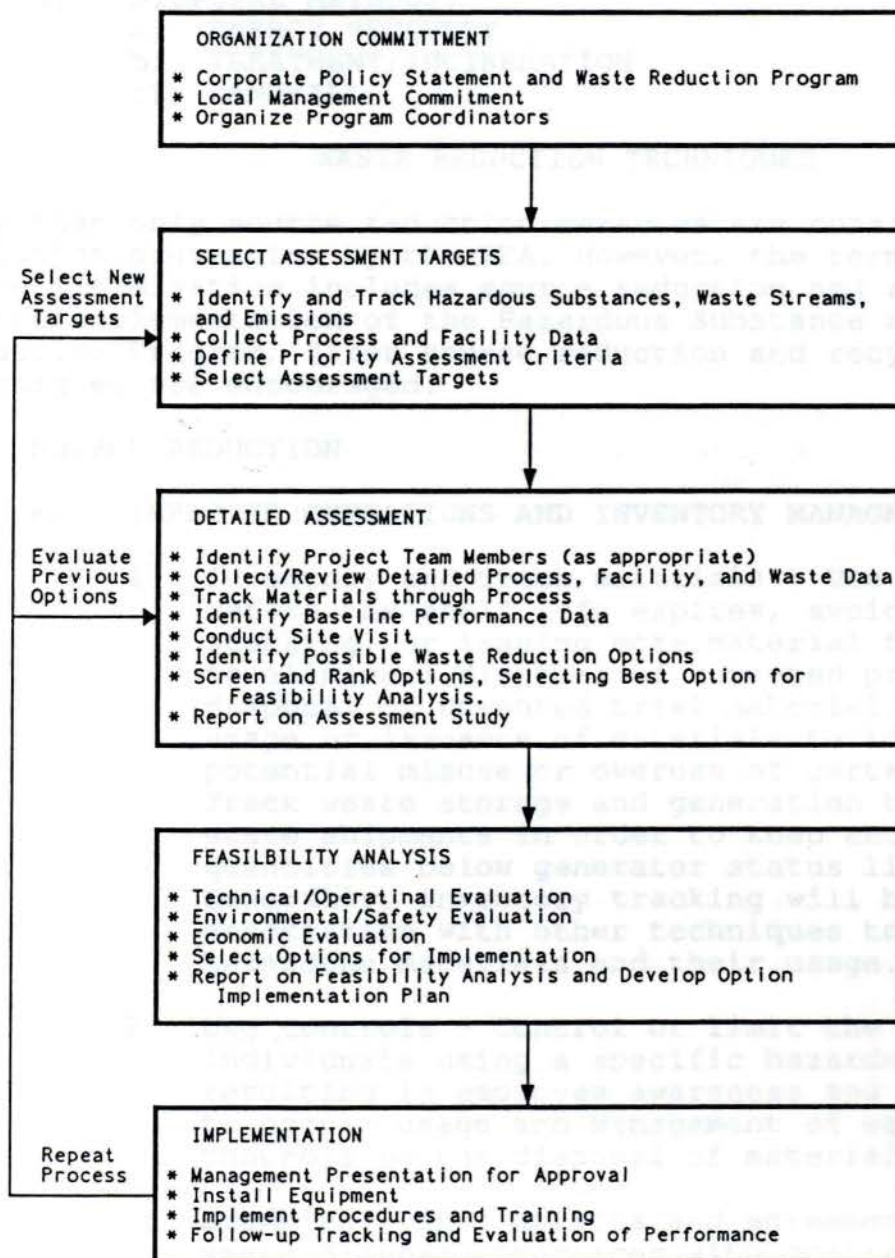 ORGANIZATION COMMITTMENT
* Corporate Policy Statement and Waste Reduction Program
* Local Management Commitment
* Organize Program Coordinators
Select New
Assessment
Targets
SELECT ASSESSMENT TARGETS
* Identify and Track Hazardous Substances, Waste Streams,
and Emissions
* Collect Process and Facility Data
* Define Priority Assessment Criteria
* Select Assessment Targets
Evaluate
Previous
Options
DETAILED ASSESSMENT
* Identify Project Team Members (as appropriate)
* Collect/Review Detailed Process, Facility, and Waste Data
* Track Materials through Process
* Identify Baseline Performance Data
* Conduct Site Visit
* Identify Possible Waste Reduction Options
* Screen and Rank Options, Selecting Best Option for
Feasibility Analysis
* Report on Assessment Study
FEASILBILITY ANALYSIS
* Technical/Operatinal Evaluation
* Environmental/Safety Evaluation
* Economic Evaluation
* Select Options for Implementation
* Report on Feasibility Analysis and Develop Option
Implementation Plan
Repeat
Process
IMPLEMENTATION
* Management Presentation for Approval
* Install Equipment
* Implement Procedures and Training
* Follow-up Tracking and Evaluation of Performance